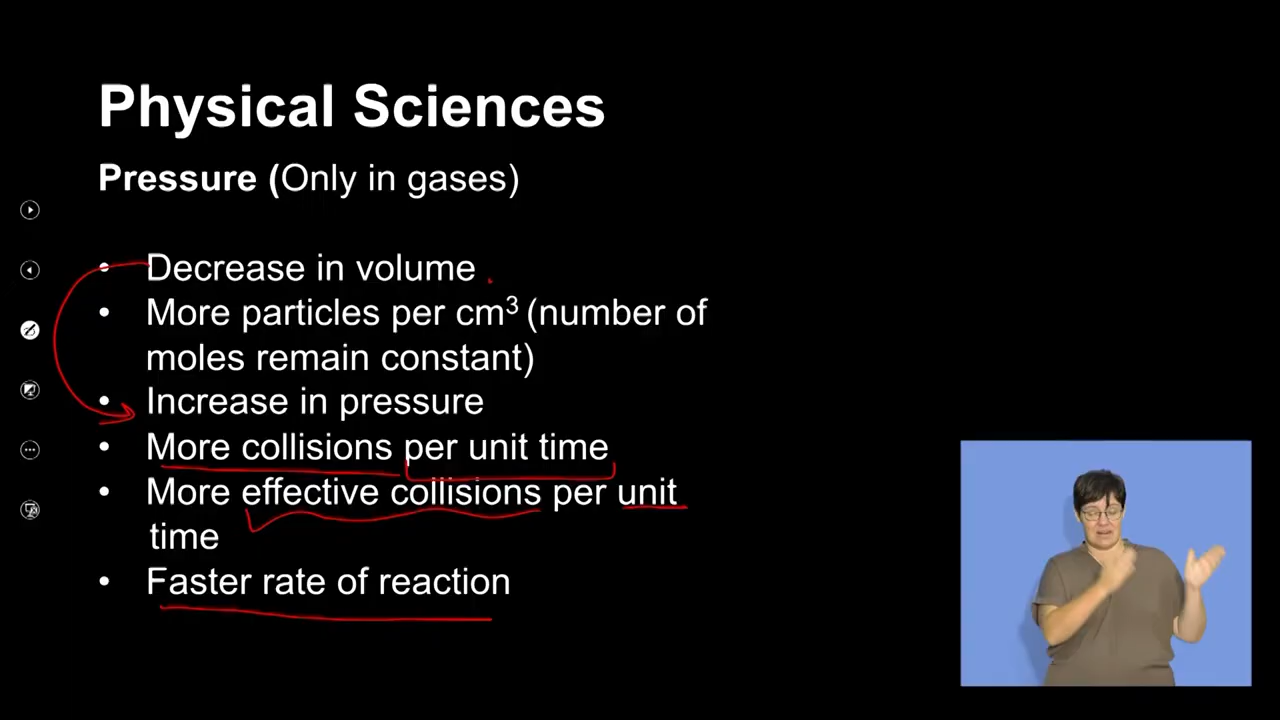 Physical Sciences
Pressure (Only in gases)
• Decrease in volume
• More particles per cm³ (number of
moles remain constant)
• Increase in pressure
• More collisions per unit time
• More effective collisions per unit
time
• Faster rate of reaction